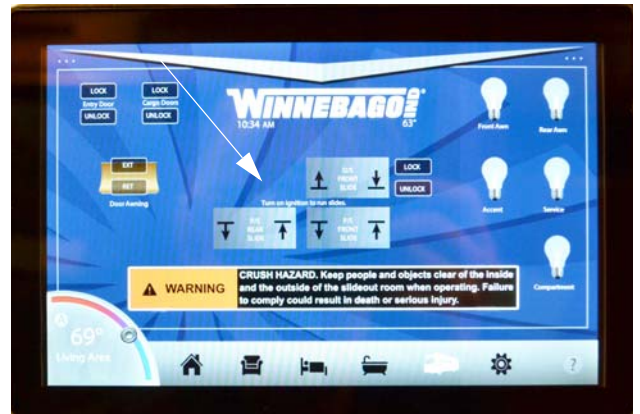 LOCK
Entry Door
UNLOCK
LOCK
Cargo Doors
UNLOCK
WINNEBAGO IND
10:34 AM
63°
Front Awn
Rear Awn
EXT
RET
Door Awning
D/S
FRONT
SLIDE
LOCK
UNLOCK
Turn on ignition to run slides.
P/S
REAR
SLIDE
P/S
FRONT
SLIDE
Accent
Service
Compartment
WARNING
CRUSH HAZARD. Keep people and objects clear of the inside
and the outside of the slideout room when operating. Failure
to comply could result in death or serious injury.
69°
Living Area
?